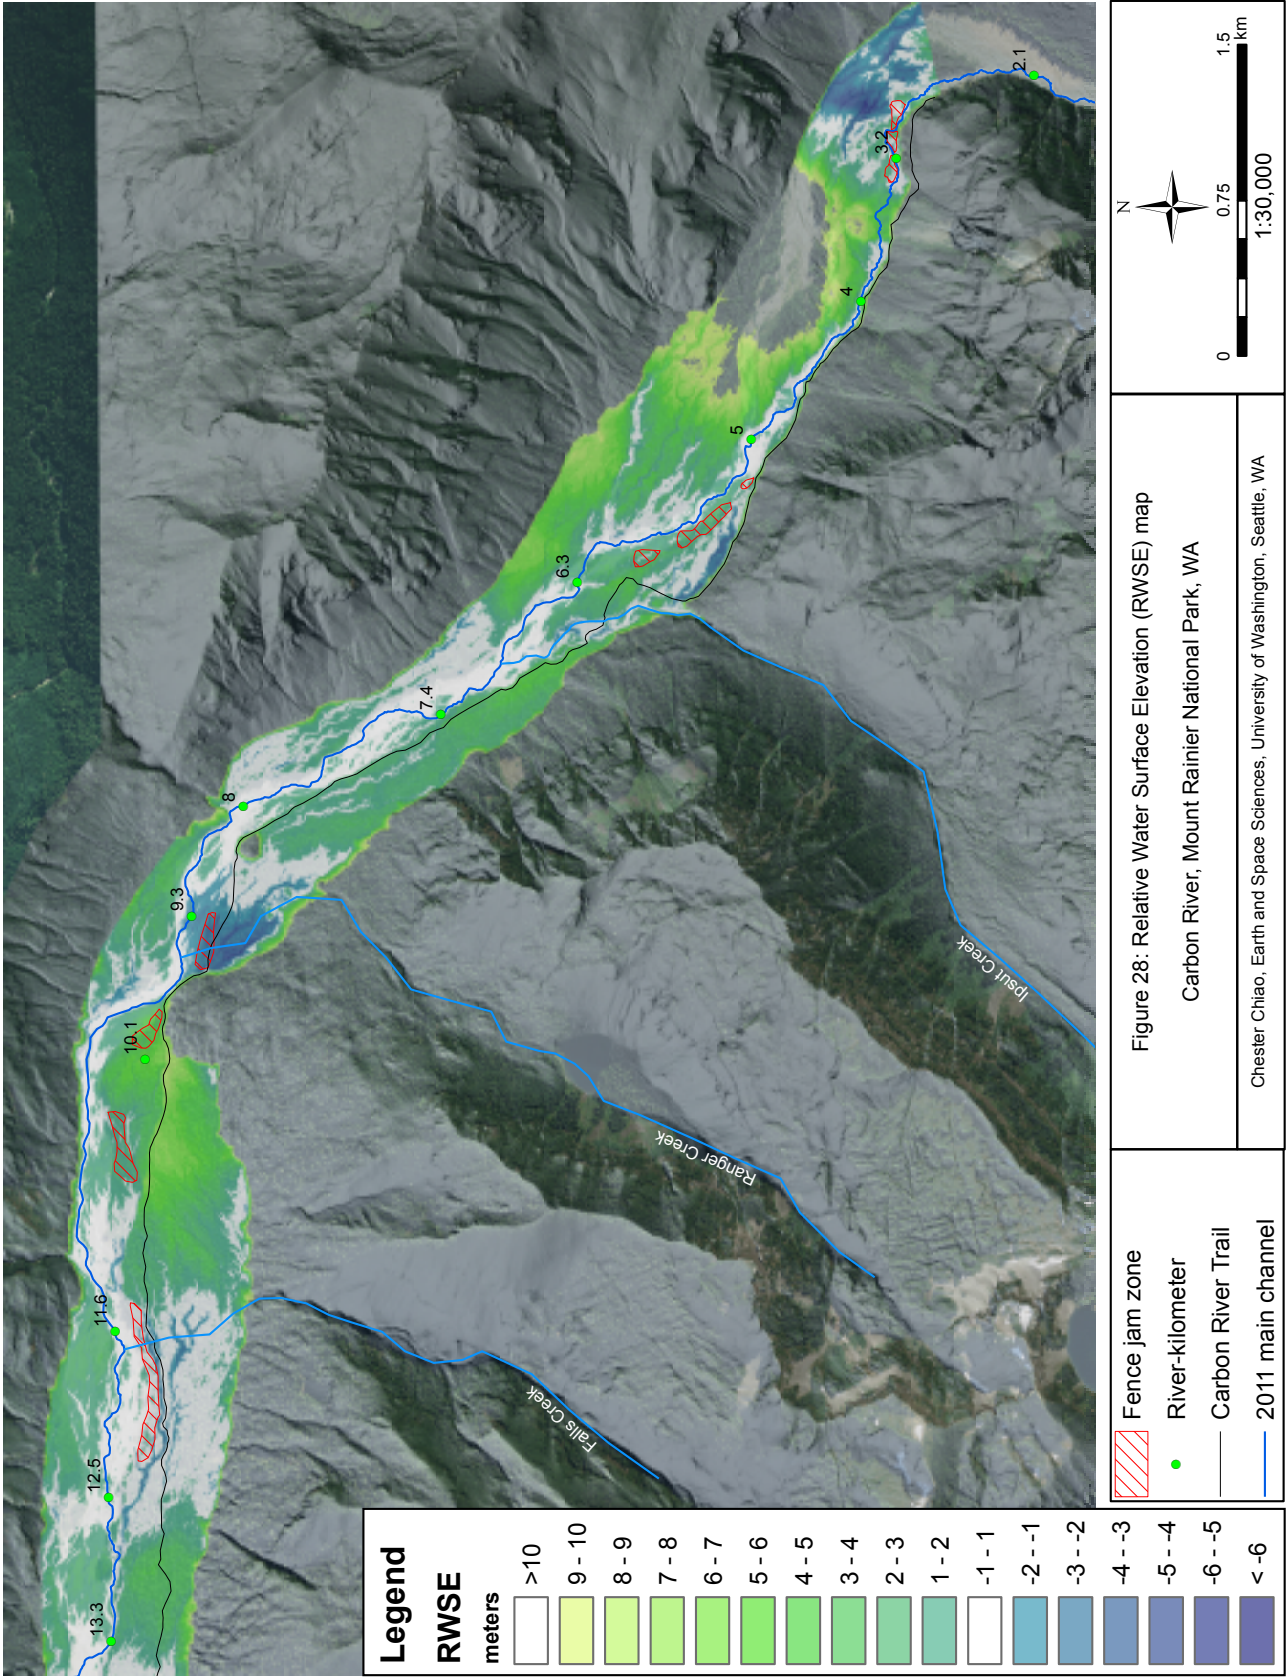 13.3
12.5
11.6
10.1
9.3
8
7.4
6.3
5
4
3.2
2.1
Falls Creek
Ranger Creek
Ipsut Creek
Legend
RWSE
meters
>10
9 - 10
8 - 9
7 - 8
6 - 7
5 - 6
4 - 5
3 - 4
2 - 3
1 - 2
-1 - 1
-2 - -1
-3 - -2
-4 - -3
-5 - -4
-6 - -5
< -6
Fence jam zone
River-kilometer
Carbon River Trail
2011 main channel
Figure 28: Relative Water Surface Elevation (RWSE) map
Carbon River, Mount Rainier National Park, WA
Chester Chiao, Earth and Space Sciences, University of Washington, Seattle, WA
N
0 0.75 1.5 km
1:30,000